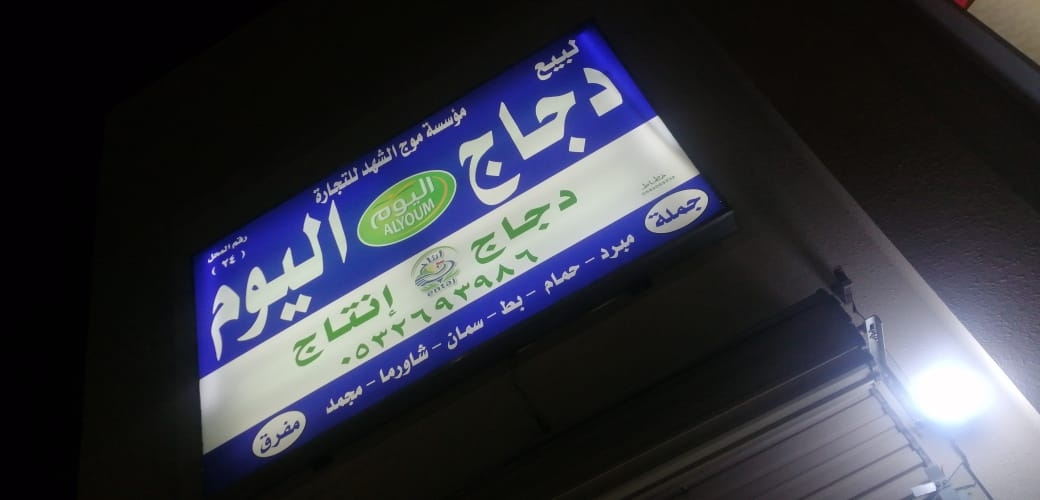 مؤسسة موج الشهد للتجارة
لبيع
دجاج اليوم
اليوم
ALYOUM
رقم المحل
( ٢٤ )
دجاج إنتاج
إنتاج
entaj
٠٥٣٢٦٩٣٩٨٦
جملة
مبرد - حمام - بط - سمان - شاورما - مجمد
مفرق